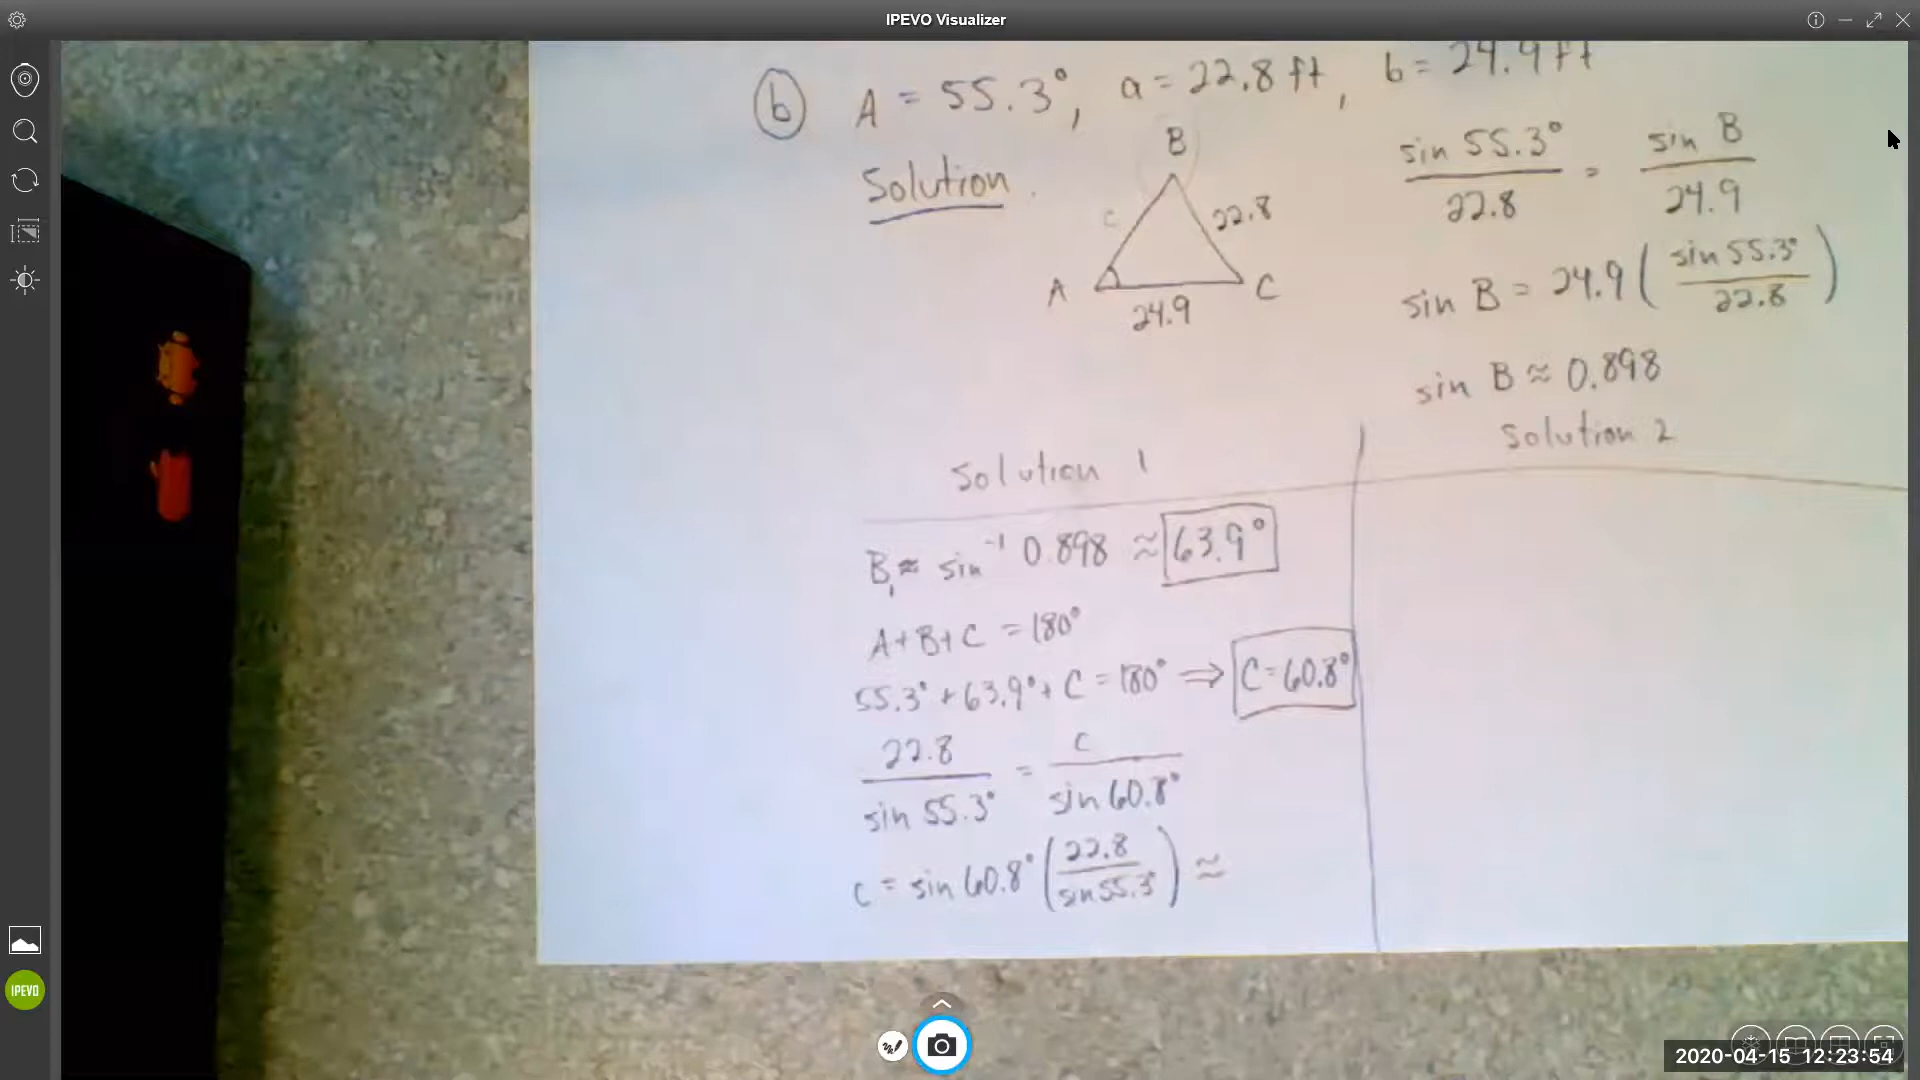 IPEVO Visualizer
(b) A = 55.3°, a = 22.8 ft, b = 24.9 ft
Solution
B
c
22.8
A
C
24.9
sin 55.3° / 22.8 = sin B / 24.9
sin B = 24.9 ( sin 55.3° / 22.8 )
sin B ≈ 0.898
Solution 1
B₁ ≈ sin⁻¹ 0.898 ≈ 63.9°
A + B + C = 180°
55.3° + 63.9° + C = 180° ⇒ C = 60.8°
22.8 / sin 55.3° = c / sin 60.8°
c = sin 60.8° ( 22.8 / sin 55.3° ) ≈
Solution 2
IPEVO
2020-04-15 12:23:54